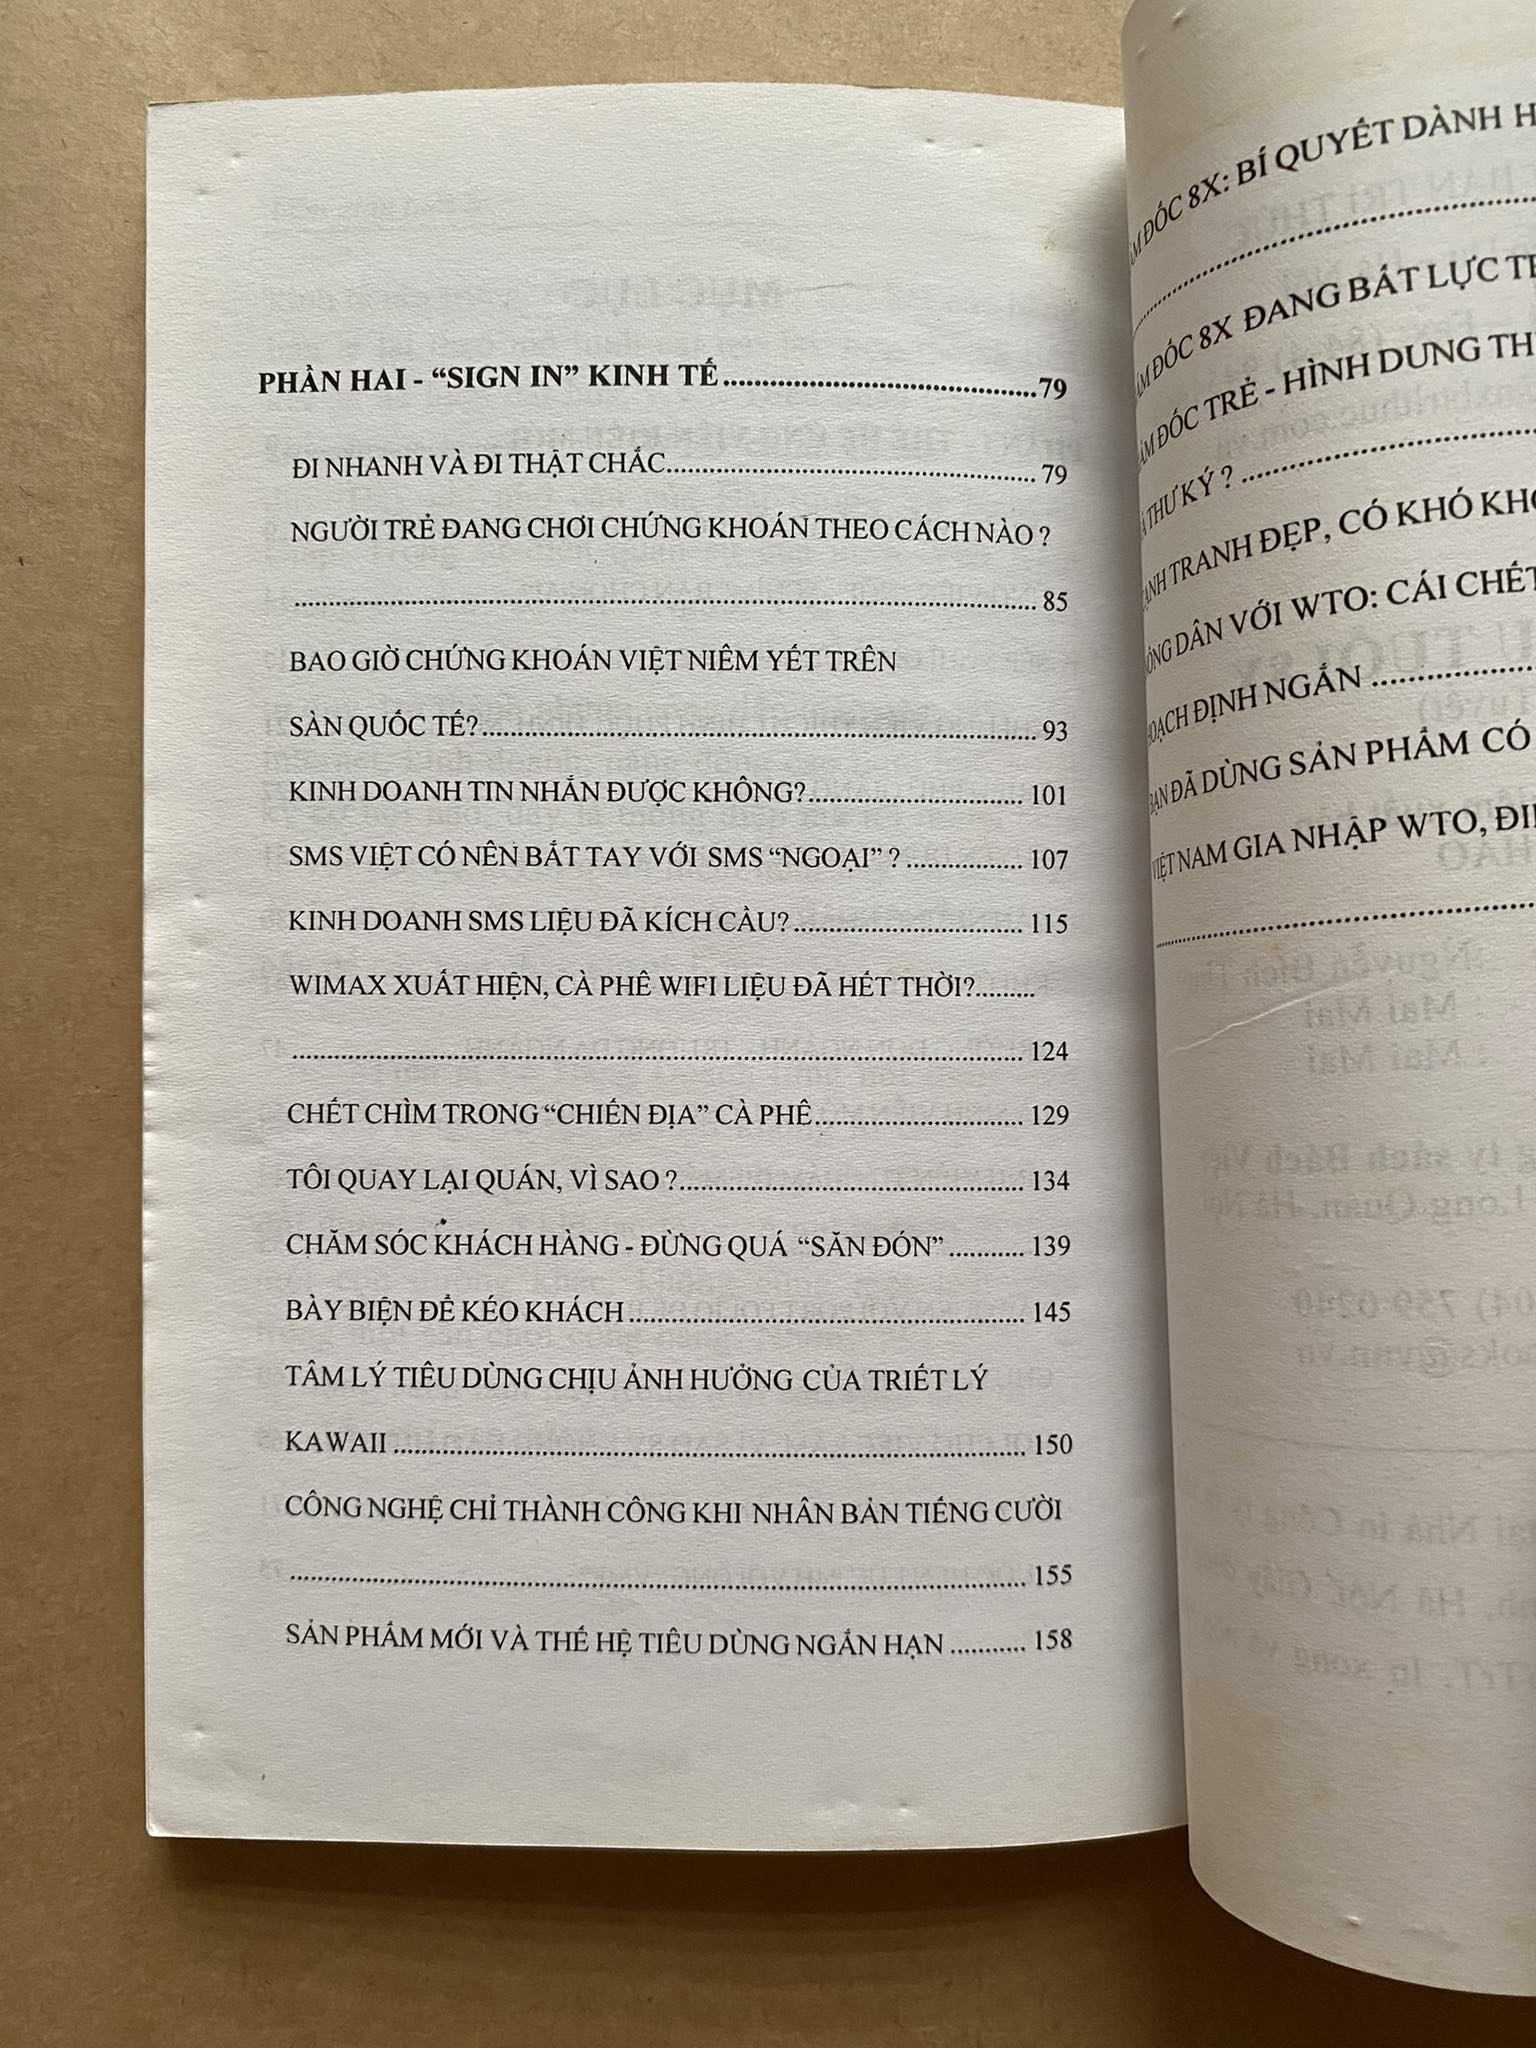 PHẦN HAI - “SIGN IN” KINH TẾ ........ 79
ĐI NHANH VÀ ĐI THẬT CHẮC ........ 79
NGƯỜI TRẺ ĐANG CHƠI CHỨNG KHOÁN THEO CÁCH NÀO ?
........ 85
BAO GIỜ CHỨNG KHOÁN VIỆT NIÊM YẾT TRÊN
SÀN QUỐC TẾ? ........ 93
KINH DOANH TIN NHẮN ĐƯỢC KHÔNG? ........ 101
SMS VIỆT CÓ NÊN BẮT TAY VỚI SMS “NGOẠI” ? ........ 107
KINH DOANH SMS LIỆU ĐÃ KÍCH CẦU? ........ 115
WIMAX XUẤT HIỆN, CÀ PHÊ WIFI LIỆU ĐÃ HẾT THỜI? ........
........ 124
CHẾT CHÌM TRONG “CHIẾN ĐỊA” CÀ PHÊ ........ 129
TÔI QUAY LẠI QUÁN, VÌ SAO ? ........ 134
CHĂM SÓC KHÁCH HÀNG - ĐỪNG QUÁ “SĂN ĐÓN” ........ 139
BÀY BIỆN ĐỂ KÉO KHÁCH ........ 145
TÂM LÝ TIÊU DÙNG CHỊU ẢNH HƯỞNG CỦA TRIẾT LÝ
KAWAII ........ 150
CÔNG NGHỆ CHỈ THÀNH CÔNG KHI NHÂN BẢN TIẾNG CƯỜI
........ 155
SẢN PHẨM MỚI VÀ THẾ HỆ TIÊU DÙNG NGẮN HẠN ........ 158
ĐỐC 8X: BÍ QUYẾT DÀNH
........
ĐỐC 8X ĐANG BẤT LỰC
ĐỐC TRẺ - HÌNH DUNG
THƯ KÝ ? ........
TRANH ĐẸP, CÓ KHÓ
DÂN VỚI WTO: CÁI CHẾT
ĐỊNH NGẮN ........
BẠN ĐÃ DÙNG SẢN PHẨM CÓ
VIỆT NAM GIA NHẬP WTO,
........